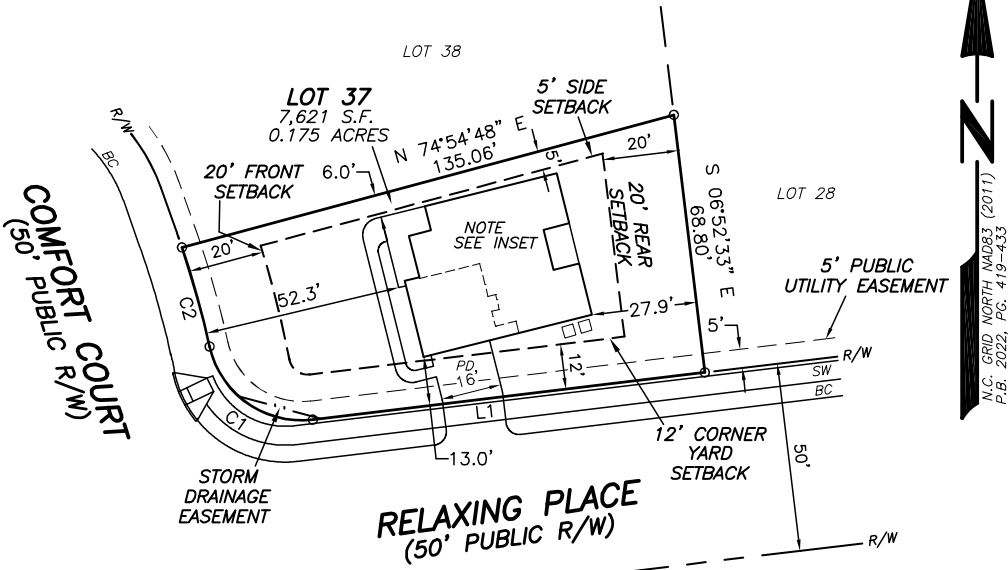 LOT 38
LOT 37
7,621 S.F.
0.175 ACRES
N 74°54'48" E
135.06'
5' SIDE
SETBACK
20'
5'
6.0'
20' FRONT
SETBACK
20'
R/W
BC
COMFORT COURT
(50' PUBLIC R/W)
C2
C1
52.3'
NOTE
SEE INSET
20' REAR
SETBACK
S 06°52'33" E
68.80'
LOT 28
5' PUBLIC
UTILITY EASEMENT
27.9'
5'
R/W
SW
BC
PD
16'
12'
L1
13.0'
12' CORNER
YARD
SETBACK
50'
STORM
DRAINAGE
EASEMENT
RELAXING PLACE
(50' PUBLIC R/W)
R/W
N
N.C. GRID NORTH NAD83 (2011)
P.B. 2022, PG. 419-433